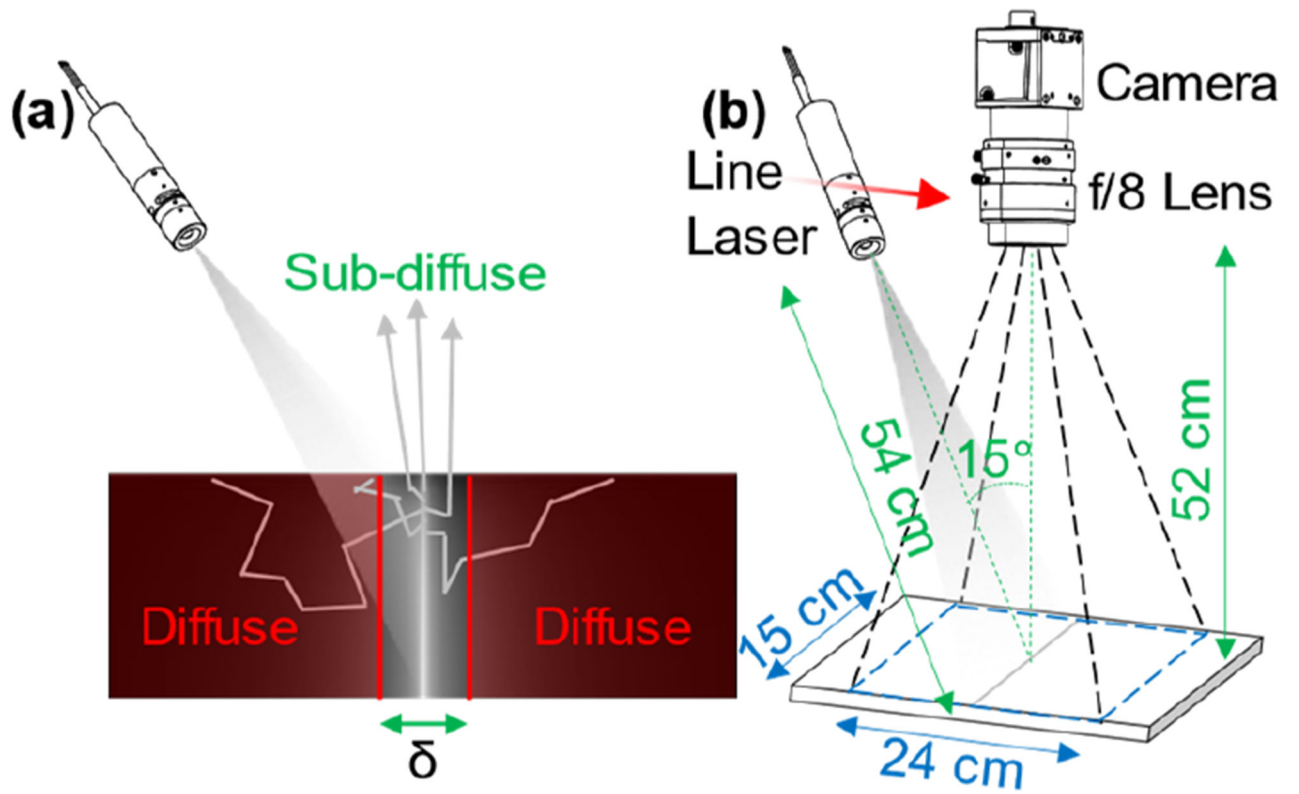 (a)
Sub-diffuse
Diffuse
Diffuse
δ
(b)
Camera
Line
Laser
f/8 Lens
54 cm
15°
52 cm
15 cm
24 cm